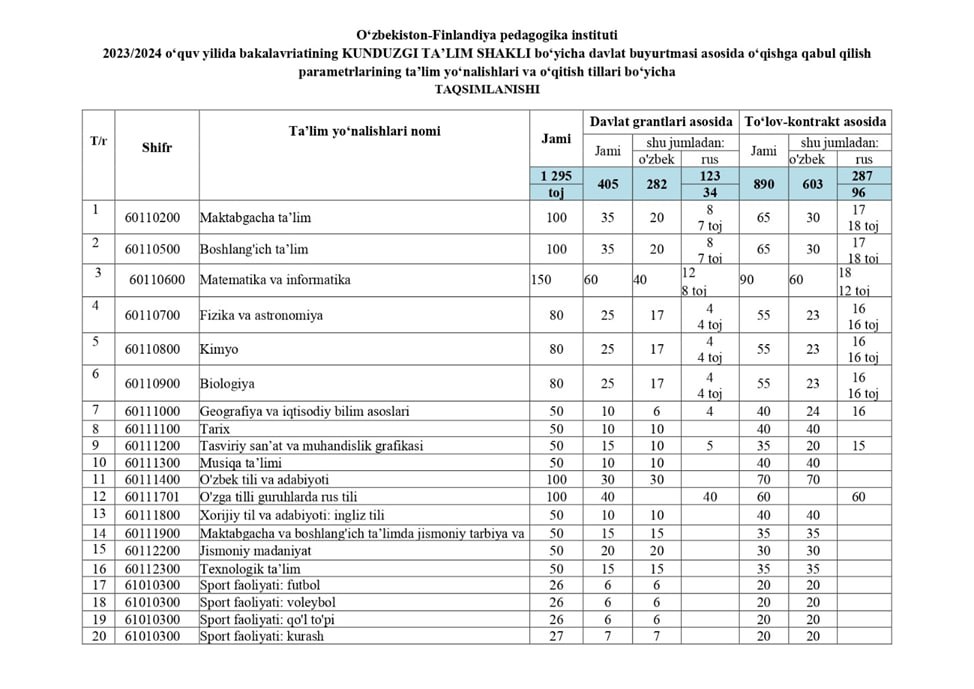 O‘zbekiston-Finlandiya pedagogika instituti
2023/2024 o‘quv yilida bakalavriatining KUNDUZGI TA’LIM SHAKLI bo‘yicha davlat buyurtmasi asosida o‘qishga qabul qilish
parametrlarining ta’lim yo‘nalishlari va o‘qitish tillari bo‘yicha
TAQSIMLANISHI
T/r Shifr Ta’lim yo‘nalishlari nomi Jami Davlat grantlari asosida To‘lov-kontrakt asosida
Jami shu jumladan: Jami shu jumladan:
o'zbek rus o'zbek rus
1 295 405 282 123 890 603 287
toj 34 96
1 60110200 Maktabgacha ta’lim 100 35 20 8 65 30 17
7 toj 18 toj
2 60110500 Boshlang'ich ta’lim 100 35 20 8 65 30 17
7 toj 18 toj
3 60110600 Matematika va informatika 150 60 40 12 90 60 18
8 toj 12 toj
4 60110700 Fizika va astronomiya 80 25 17 4 55 23 16
4 toj 16 toj
5 60110800 Kimyo 80 25 17 4 55 23 16
4 toj 16 toj
6 60110900 Biologiya 80 25 17 4 55 23 16
4 toj 16 toj
7 60111000 Geografiya va iqtisodiy bilim asoslari 50 10 6 4 40 24 16
8 60111100 Tarix 50 10 10 40 40
9 60111200 Tasviriy san’at va muhandislik grafikasi 50 15 10 5 35 20 15
10 60111300 Musiqa ta’limi 50 10 10 40 40
11 60111400 O'zbek tili va adabiyoti 100 30 30 70 70
12 60111701 O'zga tilli guruhlarda rus tili 100 40 40 60 60
13 60111800 Xorijiy til va adabiyoti: ingliz tili 50 10 10 40 40
14 60111900 Maktabgacha va boshlang'ich ta’limda jismoniy tarbiya va 50 15 15 35 35
15 60112200 Jismoniy madaniyat 50 20 20 30 30
16 60112300 Texnologik ta’lim 50 15 15 35 35
17 61010300 Sport faoliyati: futbol 26 6 6 20 20
18 61010300 Sport faoliyati: voleybol 26 6 6 20 20
19 61010300 Sport faoliyati: qo'l to'pi 26 6 6 20 20
20 61010300 Sport faoliyati: kurash 27 7 7 20 20